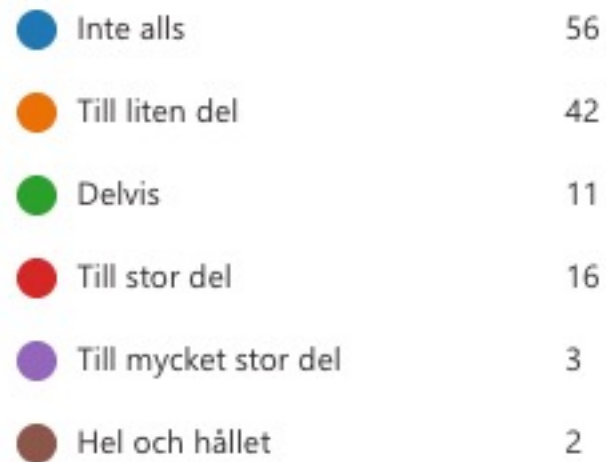 Inte alls 56
Till liten del 42
Delvis 11
Till stor del 16
Till mycket stor del 3
Hel och hållet 2